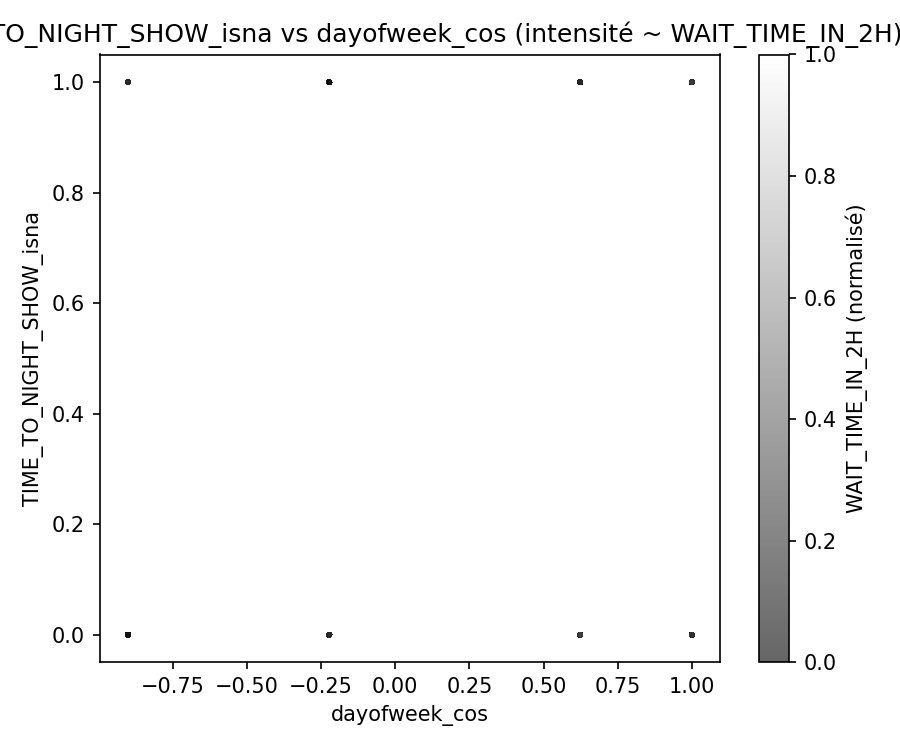 TO_NIGHT_SHOW_isna vs dayofweek_cos (intensité ~ WAIT_TIME_IN_2H)
1.0
0.8
0.6
0.4
0.2
0.0
TIME_TO_NIGHT_SHOW_isna
−0.75 −0.50 −0.25 0.00 0.25 0.50 0.75 1.00
dayofweek_cos
1.0
0.8
0.6
0.4
0.2
0.0
WAIT_TIME_IN_2H (normalisé)